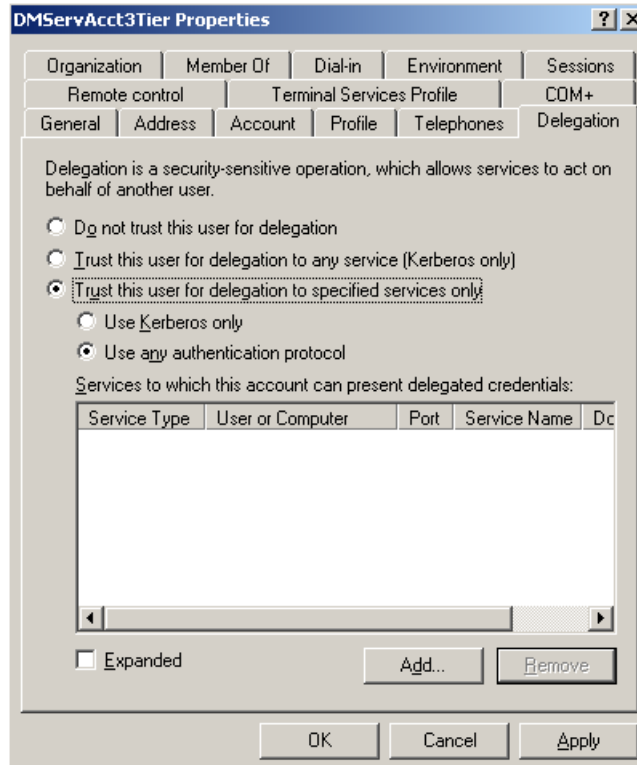 DMServAcct3Tier Properties
Organization Member Of Dial-in Environment Sessions
Remote control Terminal Services Profile COM+
General Address Account Profile Telephones Delegation
Delegation is a security-sensitive operation, which allows services to act on
behalf of another user.
Do not trust this user for delegation
Trust this user for delegation to any service (Kerberos only)
Trust this user for delegation to specified services only
Use Kerberos only
Use any authentication protocol
Services to which this account can present delegated credentials:
Service Type User or Computer Port Service Name Do
Expanded Add... Remove
OK Cancel Apply